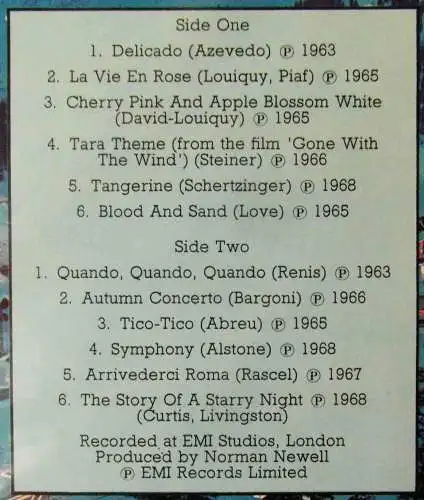 Side One
1. Delicado (Azevedo) ℗ 1963
2. La Vie En Rose (Louiquy, Piaf) ℗ 1965
3. Cherry Pink And Apple Blossom White
(David-Louiquy) ℗ 1965
4. Tara Theme (from the film 'Gone With
The Wind') (Steiner) ℗ 1966
5. Tangerine (Schertzinger) ℗ 1968
6. Blood And Sand (Love) ℗ 1965
Side Two
1. Quando, Quando, Quando (Renis) ℗ 1963
2. Autumn Concerto (Bargoni) ℗ 1966
3. Tico-Tico (Abreu) ℗ 1965
4. Symphony (Alstone) ℗ 1968
5. Arrivederci Roma (Rascel) ℗ 1967
6. The Story Of A Starry Night ℗ 1968
(Curtis, Livingston)
Recorded at EMI Studios, London
Produced by Norman Newell
℗ EMI Records Limited